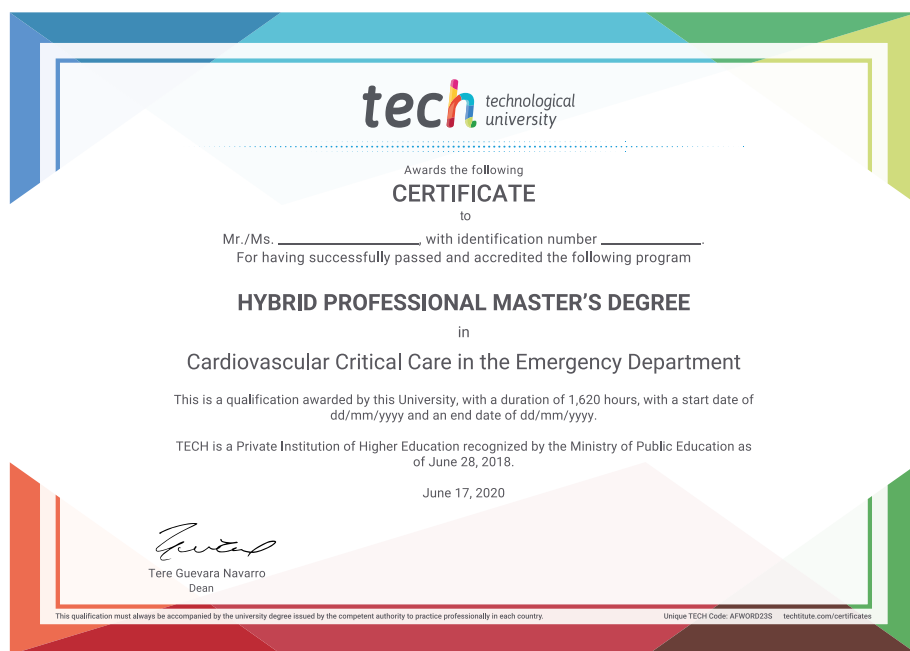 tech technological
university
Awards the following
CERTIFICATE
to
Mr./Ms. ____________________, with identification number ______________.
For having successfully passed and accredited the following program
HYBRID PROFESSIONAL MASTER'S DEGREE
in
Cardiovascular Critical Care in the Emergency Department
This is a qualification awarded by this University, with a duration of 1,620 hours, with a start date of
dd/mm/yyyy and an end date of dd/mm/yyyy.
TECH is a Private Institution of Higher Education recognized by the Ministry of Public Education as
of June 28, 2018.
June 17, 2020
Tere Guevara Navarro
Dean
This qualification must always be accompanied by the university degree issued by the competent authority to practice professionally in each country.
Unique TECH Code: AFWORD23S techtitute.com/certificates